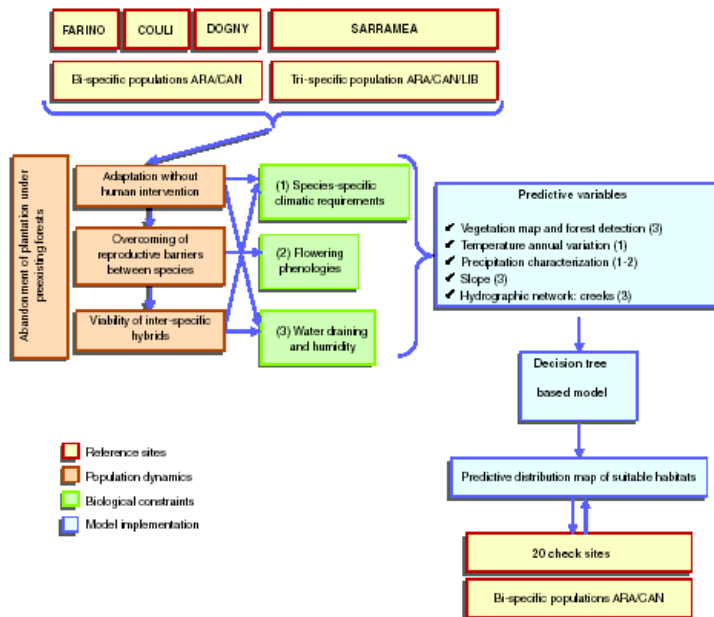 FARINO
COULI
DOGNY
SARRAMEA
Bi-specific populations ARA/CAN
Tri-specific population ARA/CAN/LIB
Abandonment of plantation under
preexisting forests
Adaptation without
human intervention
Overcoming of
reproductive barriers
between species
Viability of inter-specific
hybrids
(1) Species-specific
climatic requirements
(2) Flowering
phenologies
(3) Water draining
and humidity
Predictive variables
✔ Vegetation map and forest detection (3)
✔ Temperature annual variation (1)
✔ Precipitation characterization (1-2)
✔ Slope (3)
✔ Hydrographic network: creeks (3)
Decision tree
based model
Predictive distribution map of suitable habitats
20 check sites
Bi-specific populations ARA/CAN
Reference sites
Population dynamics
Biological constraints
Model implementation